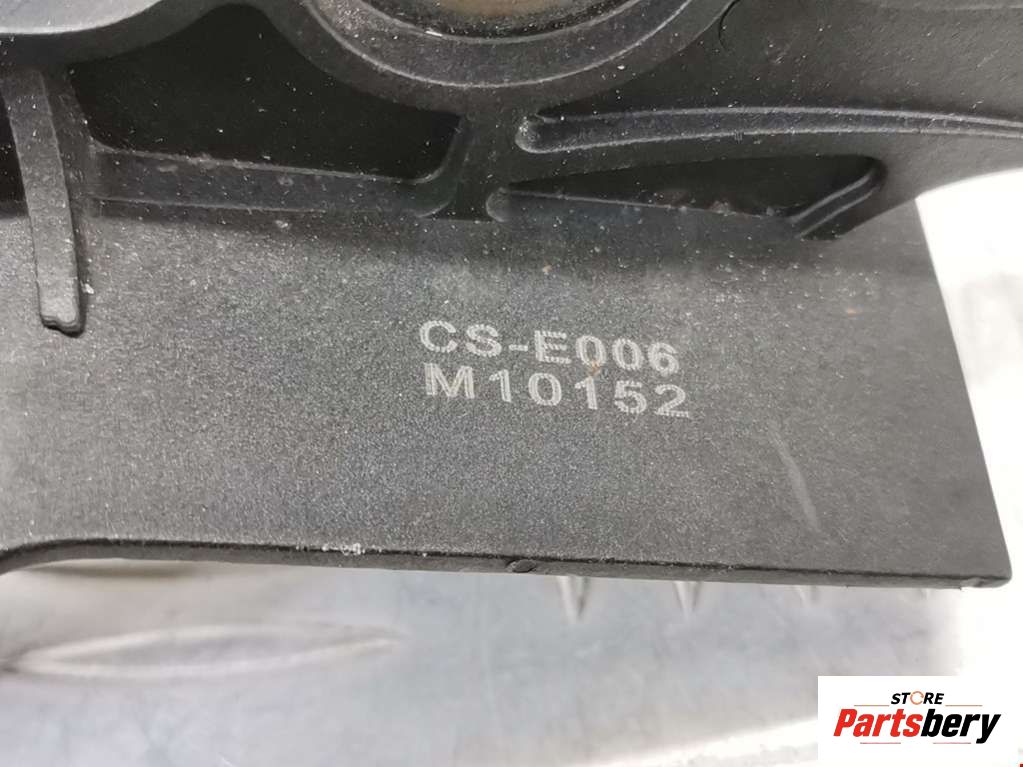 CS-E006
M10152
STORE
Partsbery